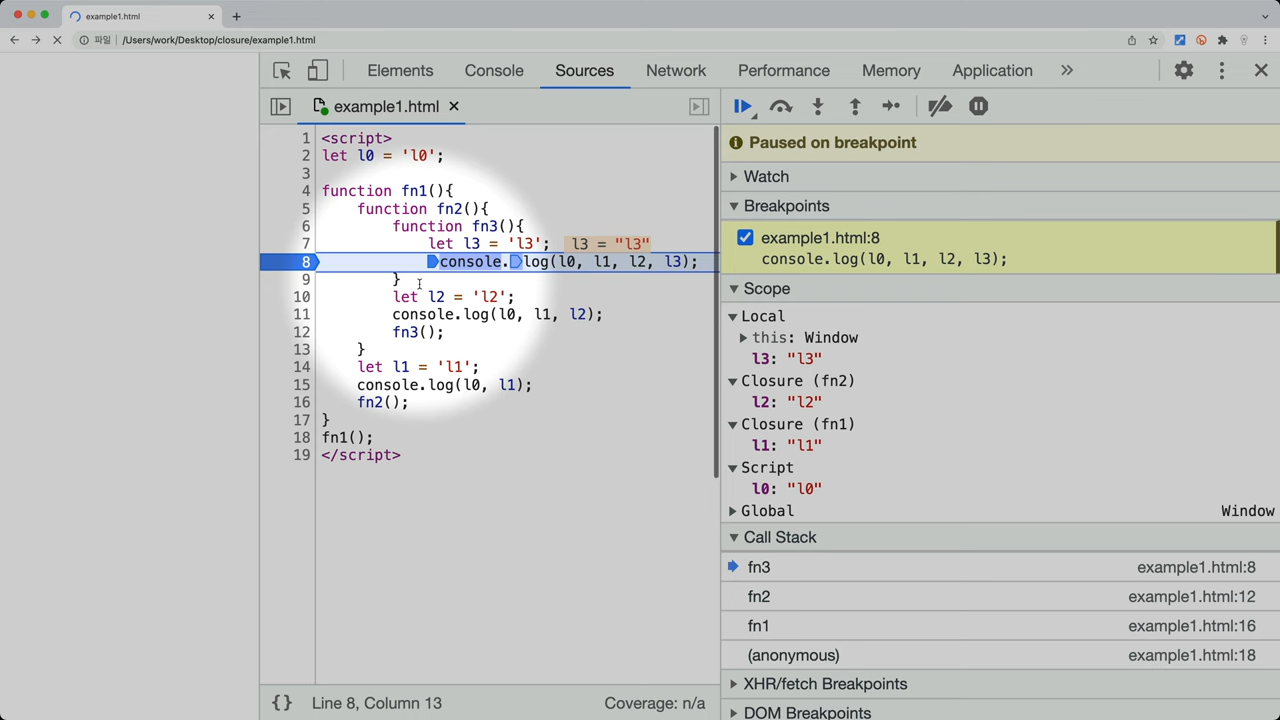 example1.html
파일 /Users/work/Desktop/closure/example1.html
Elements Console Sources Network Performance Memory Application
example1.html
1 <script>
2 let l0 = 'l0';
3
4 function fn1(){
5 function fn2(){
6 function fn3(){
7 let l3 = 'l3'; l3 = "l3"
8 console.log(l0, l1, l2, l3);
9 }
10 let l2 = 'l2';
11 console.log(l0, l1, l2);
12 fn3();
13 }
14 let l1 = 'l1';
15 console.log(l0, l1);
16 fn2();
17 }
18 fn1();
19 </script>
{} Line 8, Column 13 Coverage: n/a
Paused on breakpoint
Watch
Breakpoints
example1.html:8
console.log(l0, l1, l2, l3);
Scope
Local
this: Window
l3: "l3"
Closure (fn2)
l2: "l2"
Closure (fn1)
l1: "l1"
Script
l0: "l0"
Global Window
Call Stack
fn3 example1.html:8
fn2 example1.html:12
fn1 example1.html:16
(anonymous) example1.html:18
XHR/fetch Breakpoints
DOM Breakpoints